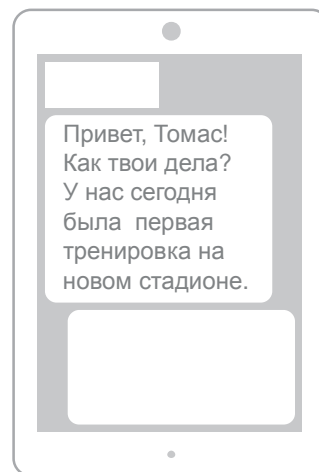 Привет, Томас!
Как твои дела?
У нас сегодня
была первая
тренировка на
новом стадионе.